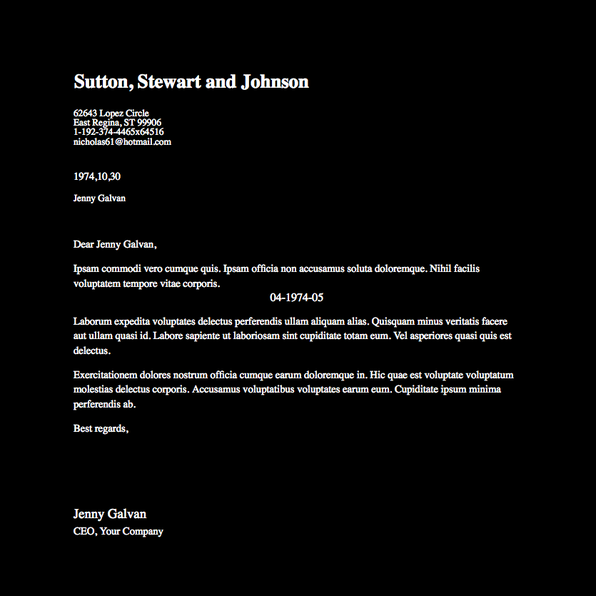 Sutton, Stewart and Johnson
62643 Lopez Circle
East Regina, ST 99906
1-192-374-4465x64516
nicholas61@hotmail.com
1974,10,30
Jenny Galvan
Dear Jenny Galvan,
Ipsam commodi vero cumque quis. Ipsam officia non accusamus soluta doloremque. Nihil facilis
voluptatem tempore vitae corporis.
04-1974-05
Laborum expedita voluptates delectus perferendis ullam aliquam alias. Quisquam minus veritatis facere
aut ullam quasi id. Labore sapiente ut laboriosam sint cupiditate totam eum. Vel asperiores quasi quis est
delectus.
Exercitationem dolores nostrum officia cumque earum doloremque in. Hic quae est voluptate voluptatum
molestias delectus corporis. Accusamus voluptatibus voluptates earum eum. Cupiditate ipsum minima
perferendis ab.
Best regards,
Jenny Galvan
CEO, Your Company